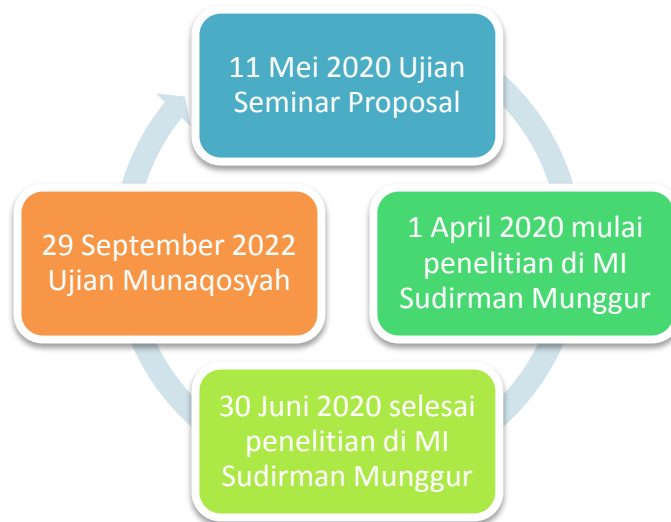 11 Mei 2020 Ujian
Seminar Proposal
1 April 2020 mulai
penelitian di MI
Sudirman Munggur
30 Juni 2020 selesai
penelitian di MI
Sudirman Munggur
29 September 2022
Ujian Munaqosyah